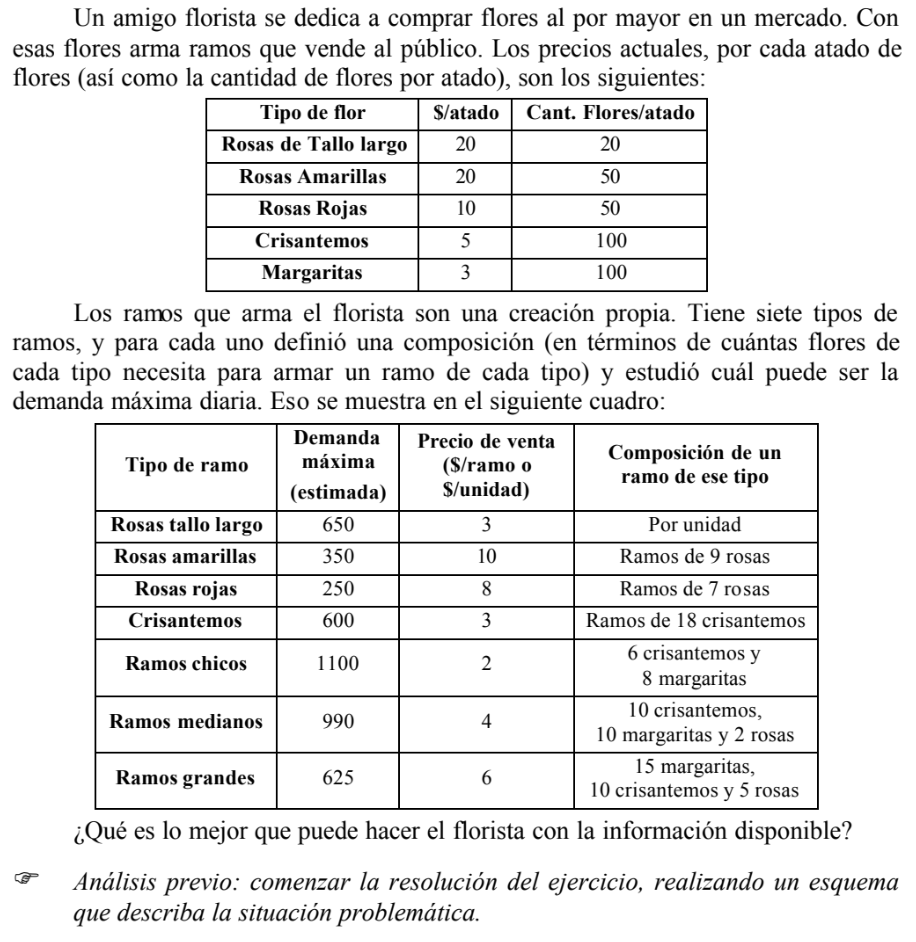 Un amigo florista se dedica a comprar flores al por mayor en un mercado. Con
esas flores arma ramos que vende al público. Los precios actuales, por cada atado de
flores (así como la cantidad de flores por atado), son los siguientes:
Tipo de flor $/atado Cant. Flores/atado
Rosas de Tallo largo 20 20
Rosas Amarillas 20 50
Rosas Rojas 10 50
Crisantemos 5 100
Margaritas 3 100
Los ramos que arma el florista son una creación propia. Tiene siete tipos de
ramos, y para cada uno definió una composición (en términos de cuántas flores de
cada tipo necesita para armar un ramo de cada tipo) y estudió cuál puede ser la
demanda máxima diaria. Eso se muestra en el siguiente cuadro:
Tipo de ramo
Demanda
máxima
(estimada)
Precio de venta
($/ramo o
$/unidad)
Composición de un
ramo de ese tipo
Rosas tallo largo 650 3 Por unidad
Rosas amarillas 350 10 Ramos de 9 rosas
Rosas rojas 250 8 Ramos de 7 rosas
Crisantemos 600 3 Ramos de 18 crisantemos
Ramos chicos 1100 2 6 crisantemos y
8 margaritas
Ramos medianos 990 4 10 crisantemos,
10 margaritas y 2 rosas
Ramos grandes 625 6 15 margaritas,
10 crisantemos y 5 rosas
¿Qué es lo mejor que puede hacer el florista con la información disponible?
☞ Análisis previo: comenzar la resolución del ejercicio, realizando un esquema
que describa la situación problemática.